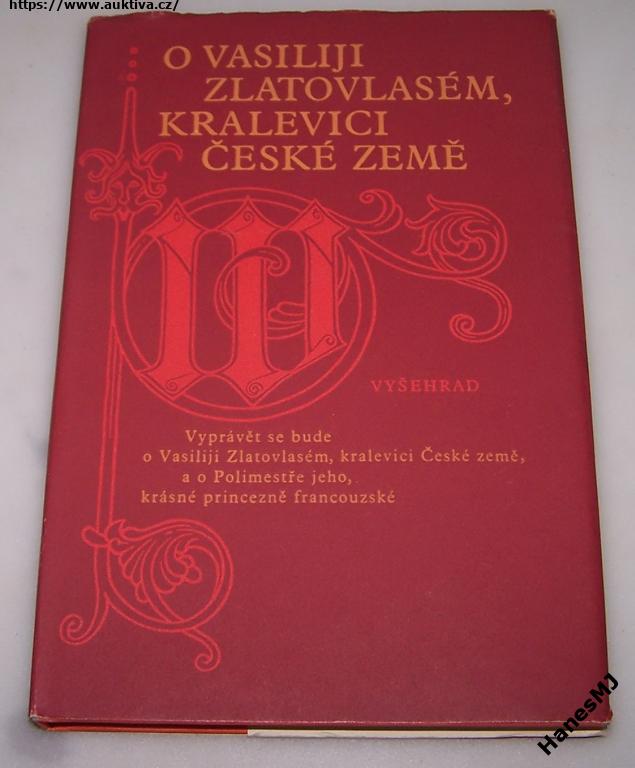 https://www.auktiva.cz/
O VASILIJI
ZLATOVLASÉM,
KRALEVICI
ČESKÉ ZEMĚ
VYŠEHRAD
Vyprávět se bude
o Vasiliji Zlatovlasém, kralevici České země,
a o Polimestře jeho,
krásné princezně francouzské
HanesMJ